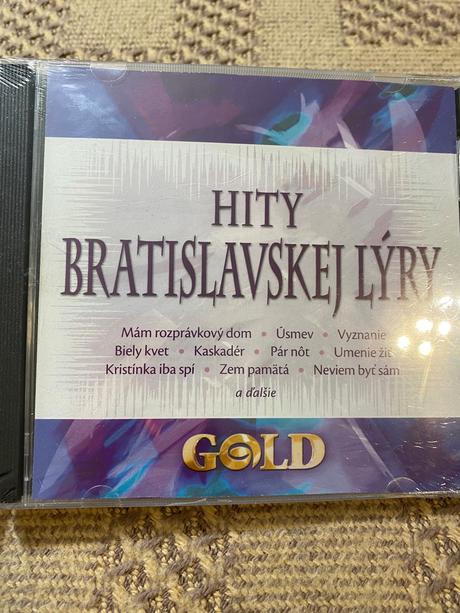 HITY
BRATISLAVSKEJ LÝRY
Mám rozprávkový dom • Úsmev • Vyznanie
Biely kvet • Kaskadér • Pár nôt • Umenie žiť
Kristínka iba spí • Zem pamätá • Neviem byť sám
a ďalšie
GOLD